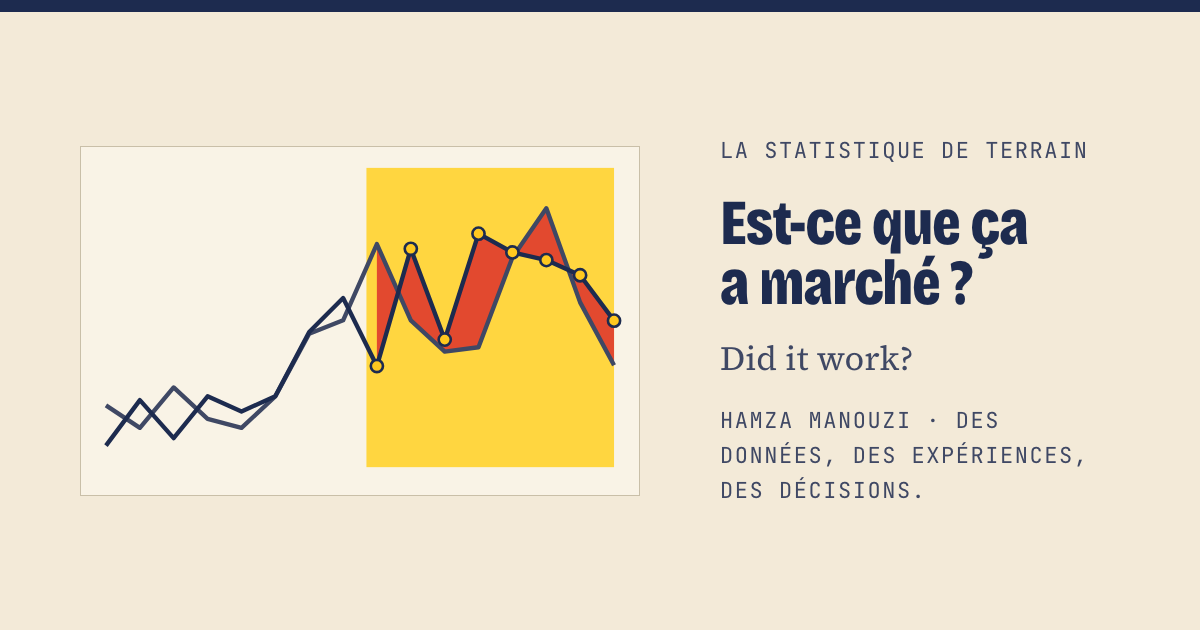 LA STATISTIQUE DE TERRAIN
Est-ce que ça
a marché ?
Did it work?
HAMZA MANOUZI · DES
DONNÉES, DES EXPÉRIENCES,
DES DÉCISIONS.